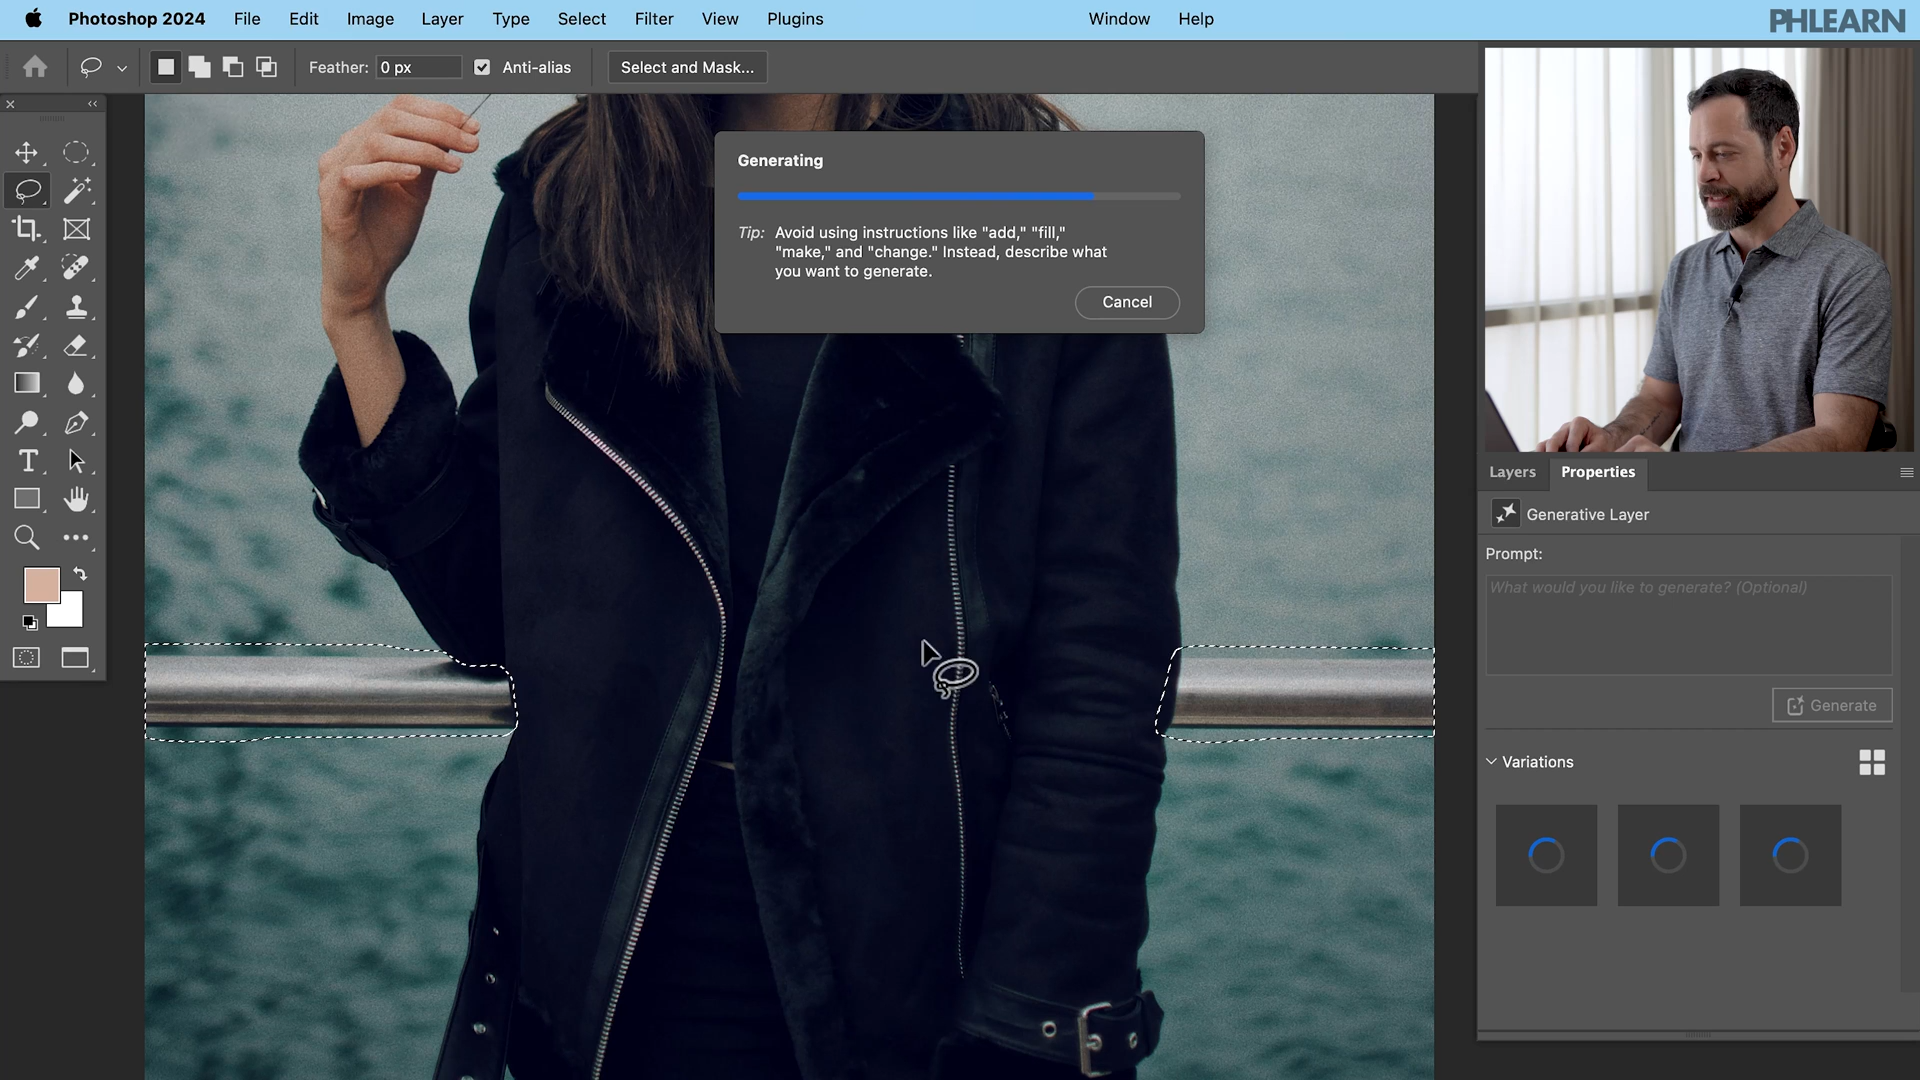 Photoshop 2024 File Edit Image Layer Type Select Filter View Plugins Window Help
PHLEARN
Feather: 0 px Anti-alias Select and Mask...
Generating
Tip: Avoid using instructions like "add," "fill,"
"make," and "change." Instead, describe what
you want to generate.
Cancel
Layers Properties
Generative Layer
Prompt:
What would you like to generate? (Optional)
Generate
Variations